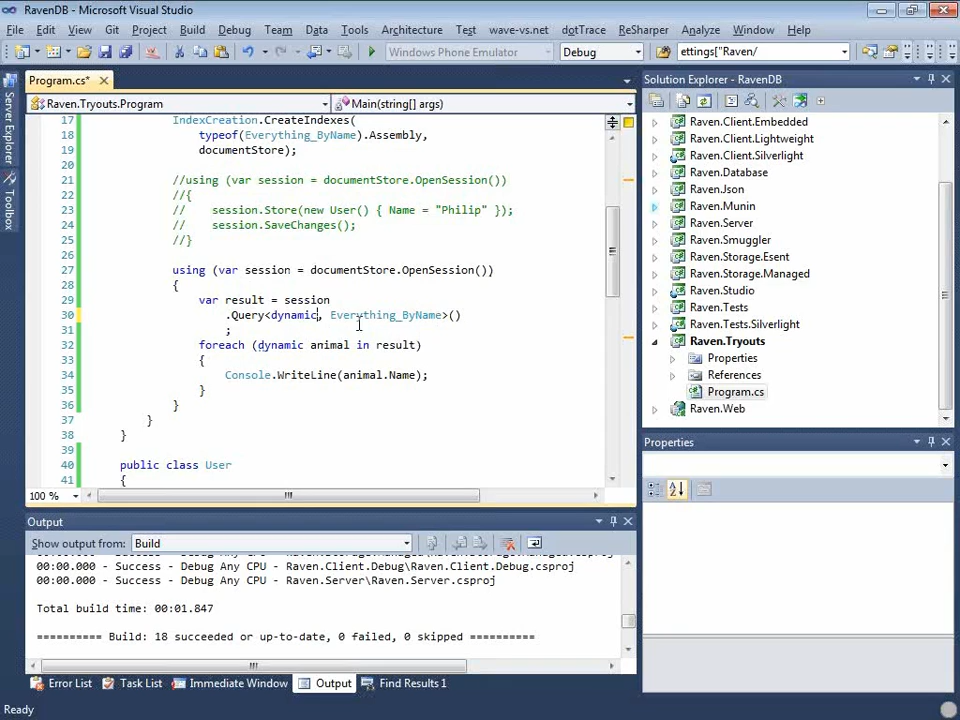 RavenDB - Microsoft Visual Studio
File Edit View Git Project Build Debug Team Data Tools Architecture Test wave-vs.net dotTrace ReSharper Analyze Window Help
Windows Phone Emulator Debug ettings["Raven/
Server Explorer
Toolbox
Program.cs*
Raven.Tryouts.Program Main(string[] args)
17 IndexCreation.CreateIndexes(
18 typeof(Everything_ByName).Assembly,
19 documentStore);
20
21 //using (var session = documentStore.OpenSession())
22 //{
23 // session.Store(new User() { Name = "Philip" });
24 // session.SaveChanges();
25 //}
26
27 using (var session = documentStore.OpenSession())
28 {
29 var result = session
30 .Query<dynamic, Everything_ByName>()
31 ;
32 foreach (dynamic animal in result)
33 {
34 Console.WriteLine(animal.Name);
35 }
36 }
37 }
38 }
39
40 public class User
41 {
100 %
Solution Explorer - RavenDB
Raven.Client.Embedded
Raven.Client.Lightweight
Raven.Client.Silverlight
Raven.Database
Raven.Json
Raven.Munin
Raven.Server
Raven.Smuggler
Raven.Storage.Esent
Raven.Storage.Managed
Raven.Studio
Raven.Tests
Raven.Tests.Silverlight
Raven.Tryouts
Properties
References
Program.cs
Raven.Web
Properties
Output
Show output from: Build
00:00.000 - Success - Debug Any CPU - Raven.Client.Debug\Raven.Client.Debug.csproj
00:00.000 - Success - Debug Any CPU - Raven.Server\Raven.Server.csproj
Total build time: 00:01.847
========== Build: 18 succeeded or up-to-date, 0 failed, 0 skipped ==========
Error List Task List Immediate Window Output Find Results 1
Ready